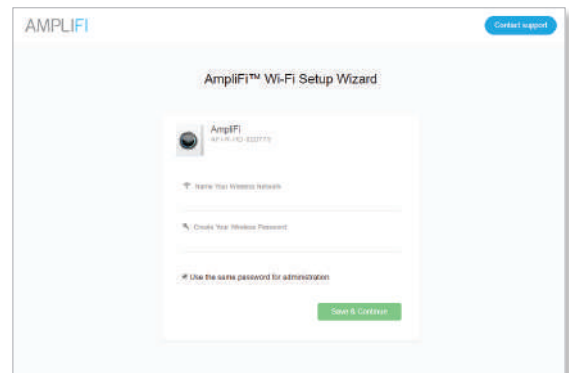 AMPLIFI
Contact support
AmpliFi™ Wi-Fi Setup Wizard
AmpliFi
Name Your Wireless Network
Create Your Wireless Password
Use the same password for administration
Save & Continue